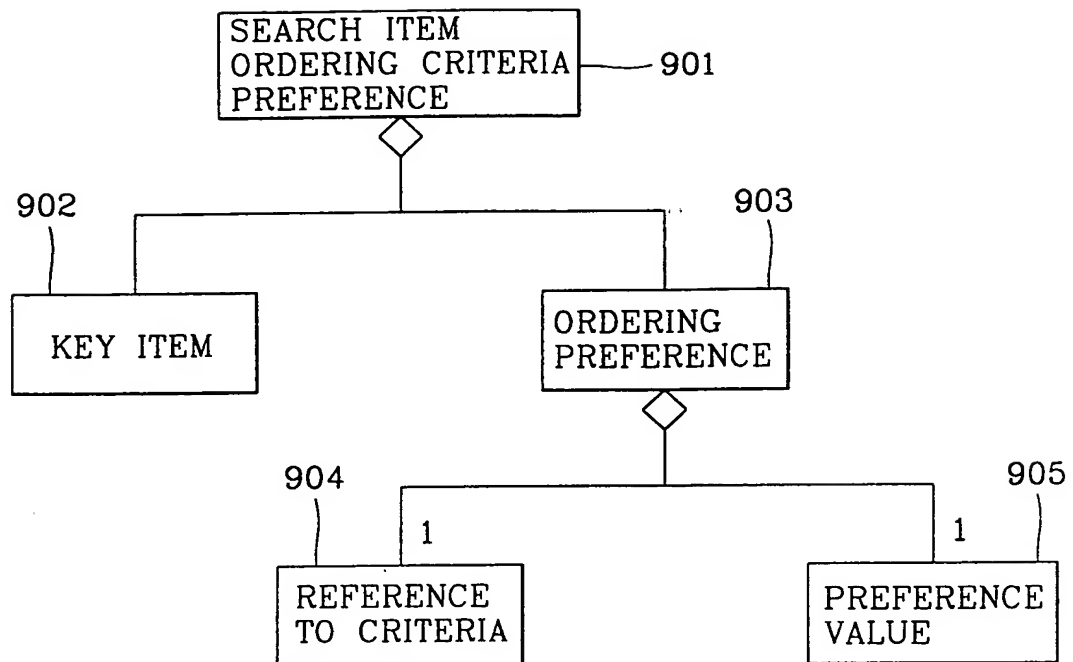 SEARCH ITEM
ORDERING CRITERIA
PREFERENCE
901
902
903
KEY ITEM
ORDERING
PREFERENCE
904
905
1
1
REFERENCE
TO CRITERIA
PREFERENCE
VALUE